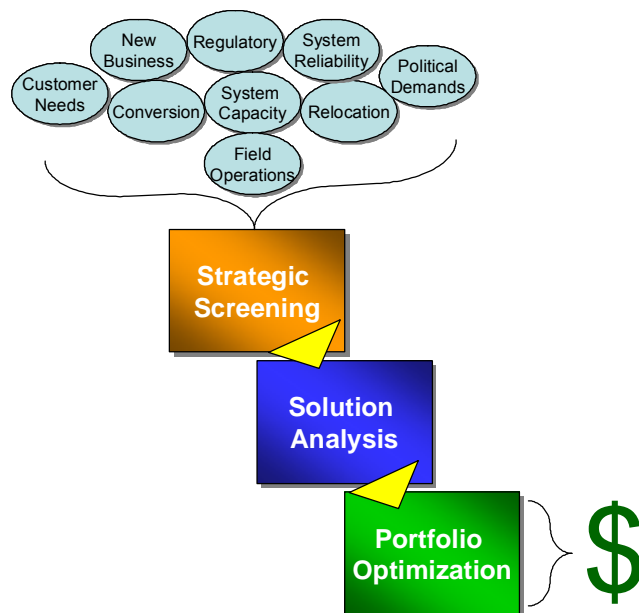 New
Business
Regulatory
System
Reliability
Political
Demands
Customer
Needs
Conversion
System
Capacity
Relocation
Field
Operations
Strategic
Screening
Solution
Analysis
Portfolio
Optimization
$